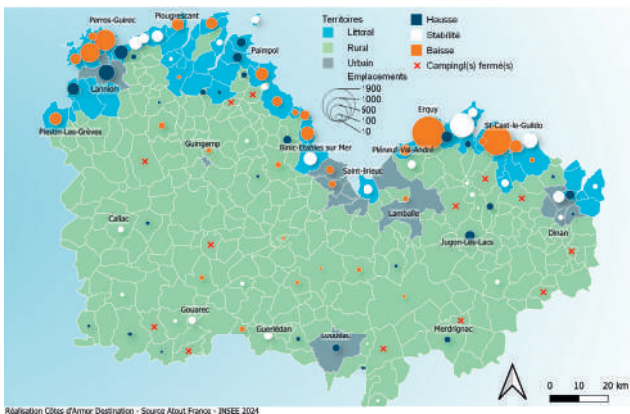 Territoires
Littoral
Rural
Urbain
Emplacements
1900
1000
500
100
0
Hausse
Stabilité
Baisse
Camping(s) fermé(s)
Perros-Guirec
Plougrescant
Paimpol
Lannion
Plestin-Les-Grèves
Guingamp
Binic-Etables sur Mer
Saint-Brieuc
Erquy
St-Cast-le-Guildo
Pléneuf-Val-André
Lamballe
Dinan
Callac
Jugon-Les-Lacs
Gouarec
Guerlédan
Loudéac
Merdrignac
0 10 20 km
Réalisation Côtes d'Armor Destination - Source Atout France - INSEE 2024